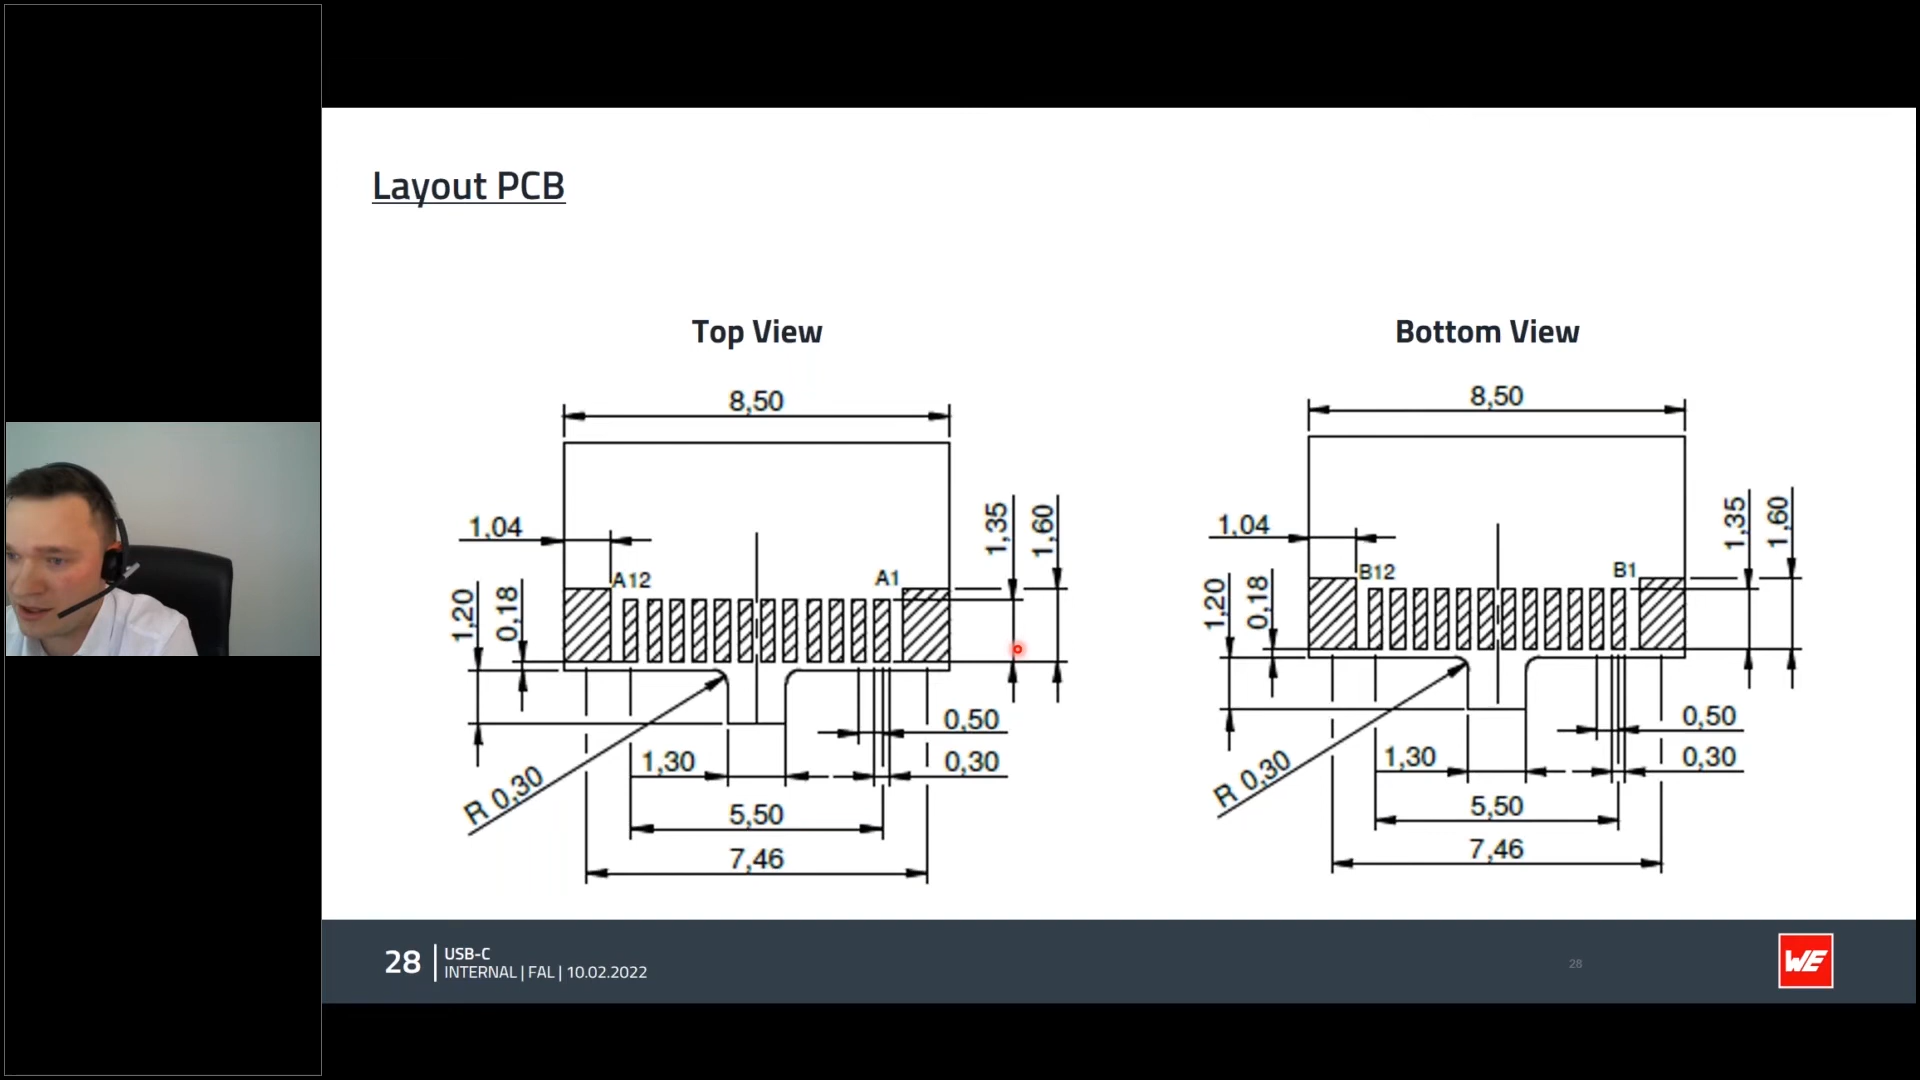 Layout PCB
Top View
8,50
1,04
A12
A1
1,35
1,60
1,20
0,18
0,50
1,30
0,30
R 0,30
5,50
7,46
Bottom View
8,50
1,04
B12
B1
1,35
1,60
1,20
0,18
0,50
1,30
0,30
R 0,30
5,50
7,46
28
USB-C
INTERNAL | FAL | 10.02.2022
28
WE